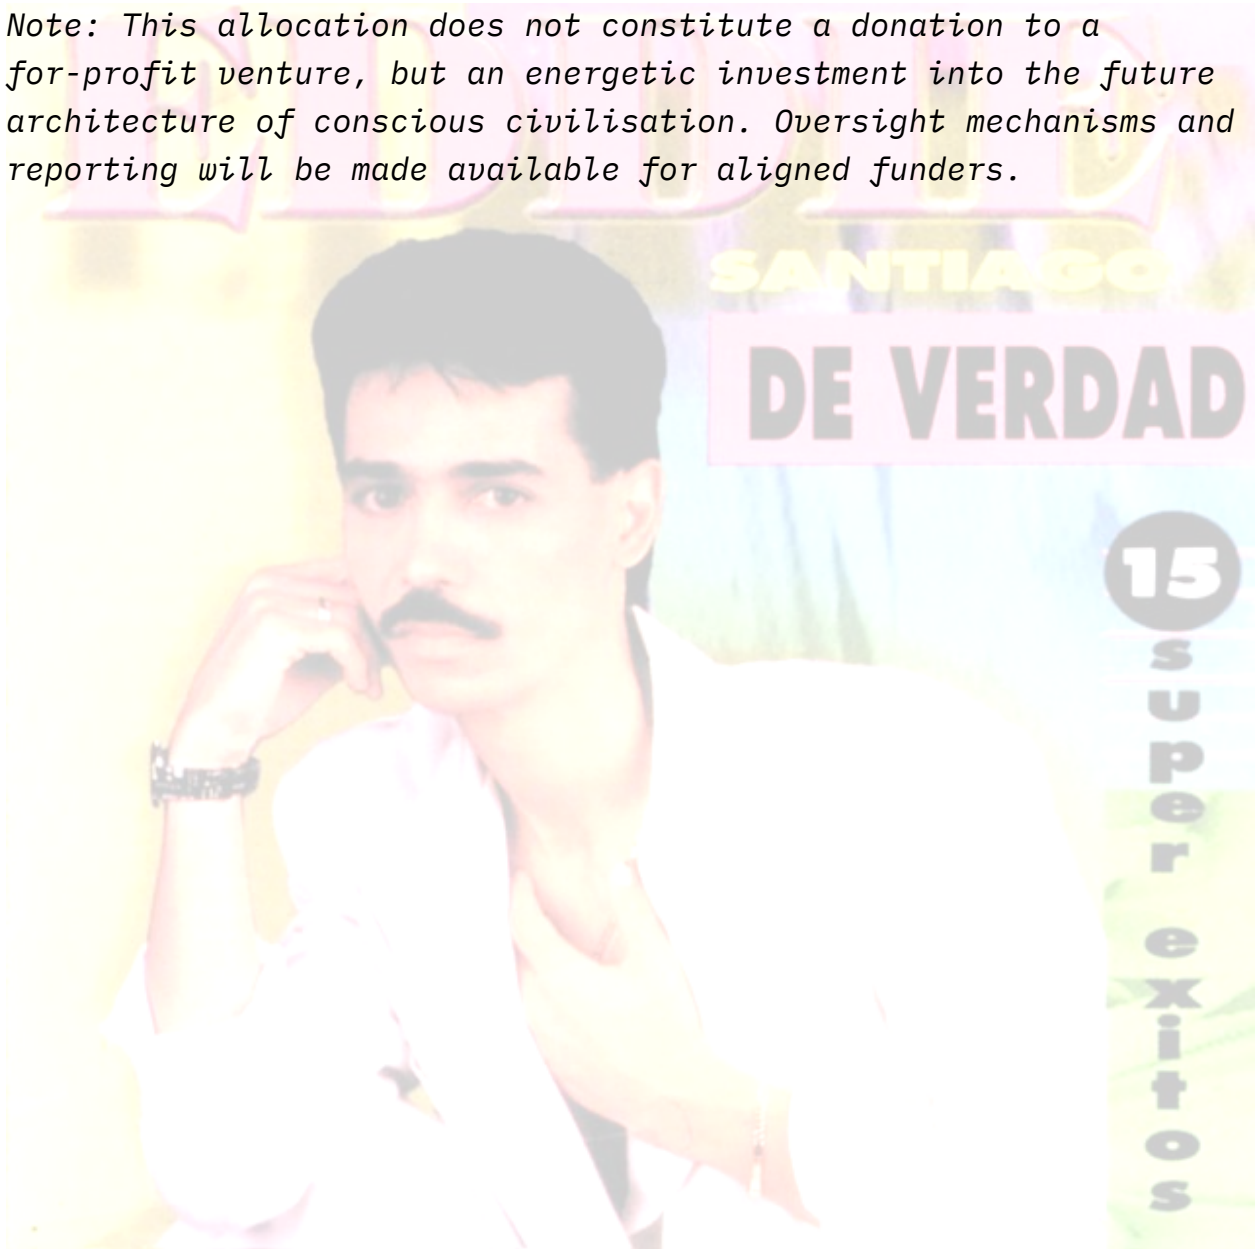 Note: This allocation does not constitute a donation to a
for-profit venture, but an energetic investment into the future
architecture of conscious civilisation. Oversight mechanisms and
reporting will be made available for aligned funders.
EDDIE
SANTIAGO
DE VERDAD
15
super
exitos